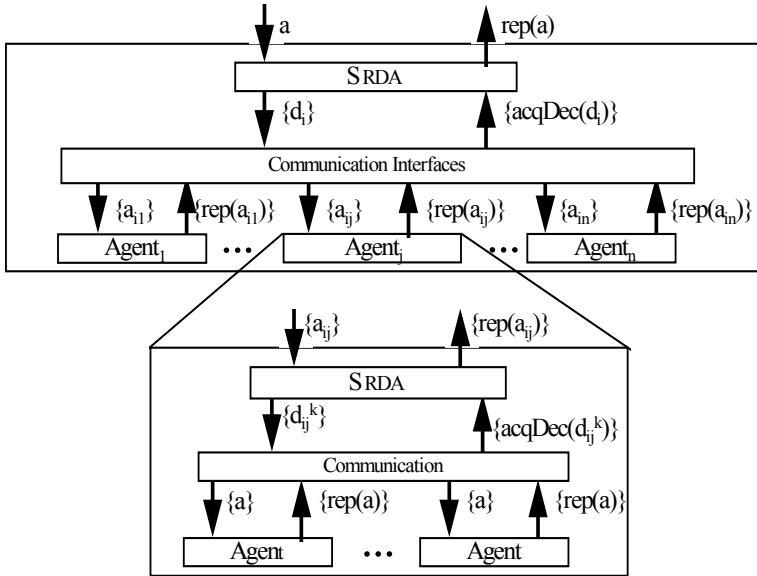 a rep(a)
SRDA
{d_i} {acqDec(d_i)}
Communication Interfaces
{a_i1} {rep(a_i1)} {a_ij} {rep(a_ij)} {a_in} {rep(a_in)}
Agent_1 ... Agent_j ... Agent_n
{a_ij} {rep(a_ij)}
SRDA
{d_ij^k} {acqDec(d_ij^k)}
Communication
{a} {rep(a)} {a} {rep(a)}
Agent ... Agent